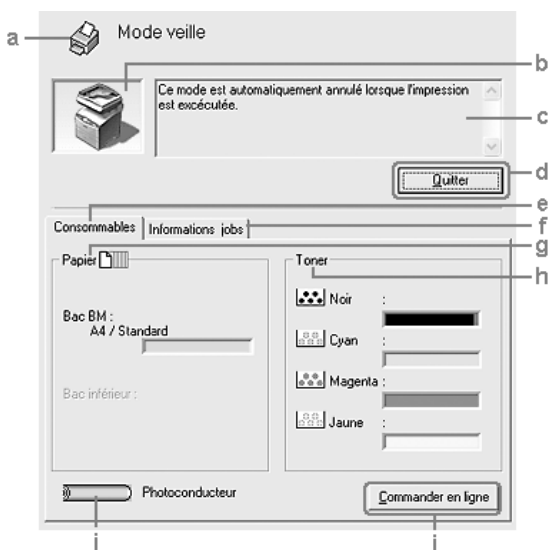 a
Mode veille
b
Ce mode est automatiquement annulé lorsque l'impression
est excécutée.
c
Quitter
d
e
Consommables
Informations jobs
f
g
Papier
Toner
h
Noir :
Bac BM :
A4 / Standard
Cyan :
Magenta :
Bac inférieur :
Jaune :
Photoconducteur
Commander en ligne
i
j